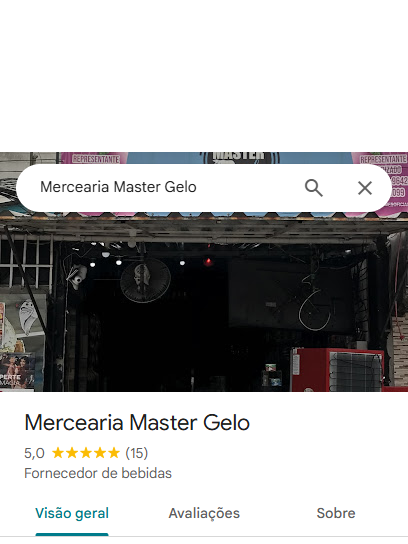 REPRESENTANTE
MASTER
REPRESENTANTE
Mercearia Master Gelo
Mercearia Master Gelo
5,0 (15)
Fornecedor de bebidas
Visão geral
Avaliações
Sobre